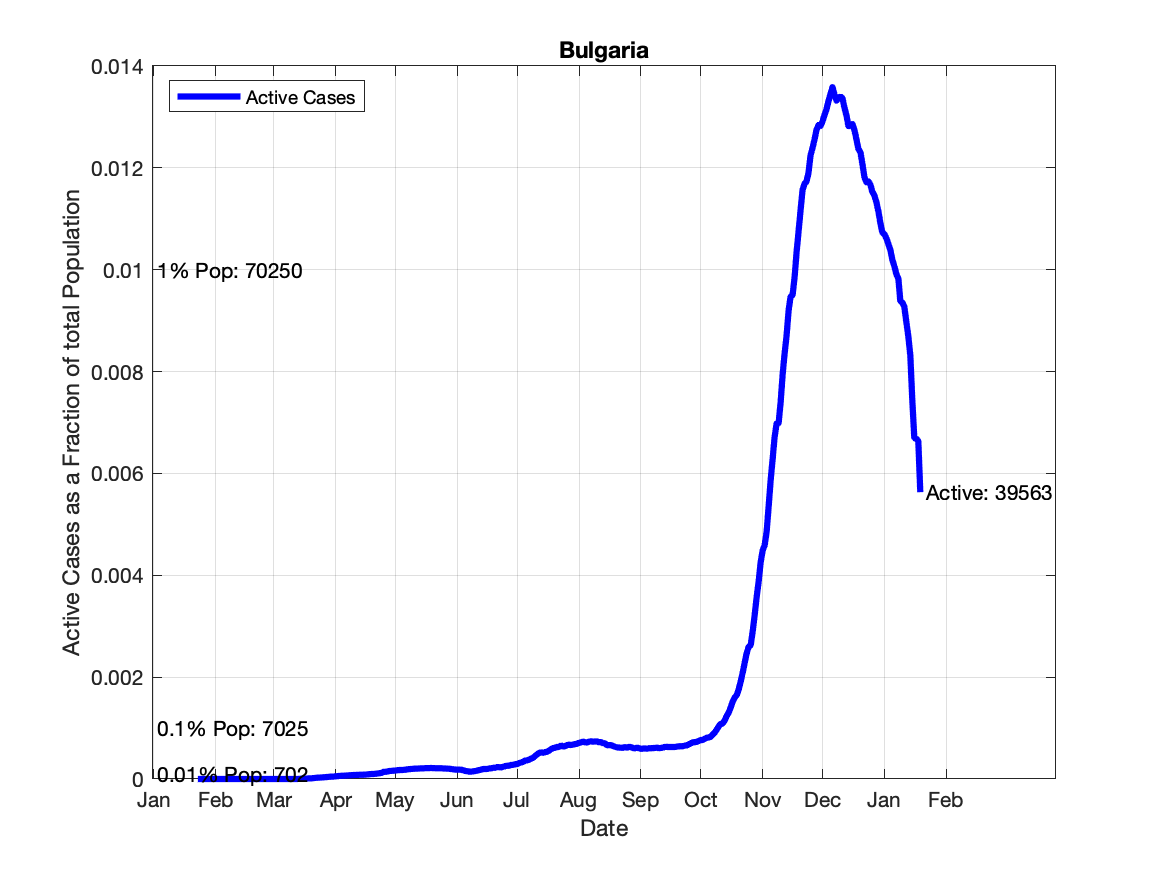 Bulgaria
Active Cases
Active Cases as a Fraction of total Population
0.014
0.012
0.01
0.008
0.006
0.004
0.002
0
1% Pop: 70250
0.1% Pop: 7025
0.01% Pop: 702
Active: 39563
Jan Feb Mar Apr May Jun Jul Aug Sep Oct Nov Dec Jan Feb
Date